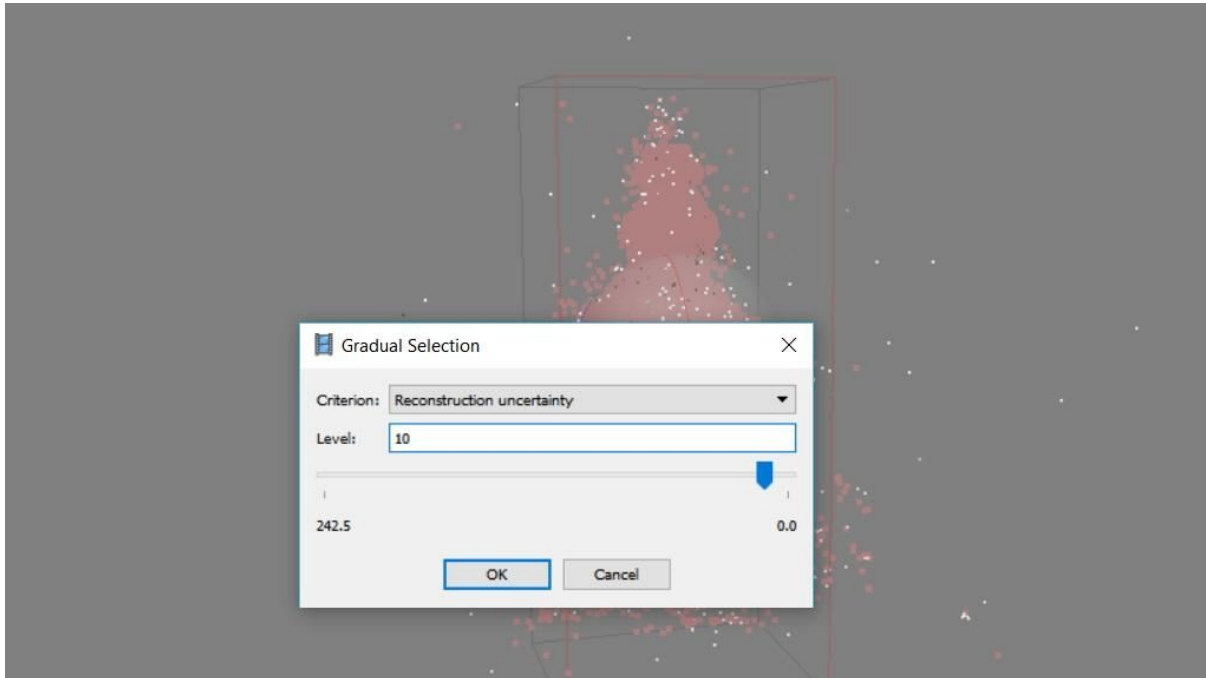 Gradual Selection
Criterion: Reconstruction uncertainty
Level: 10
242.5 0.0
OK Cancel